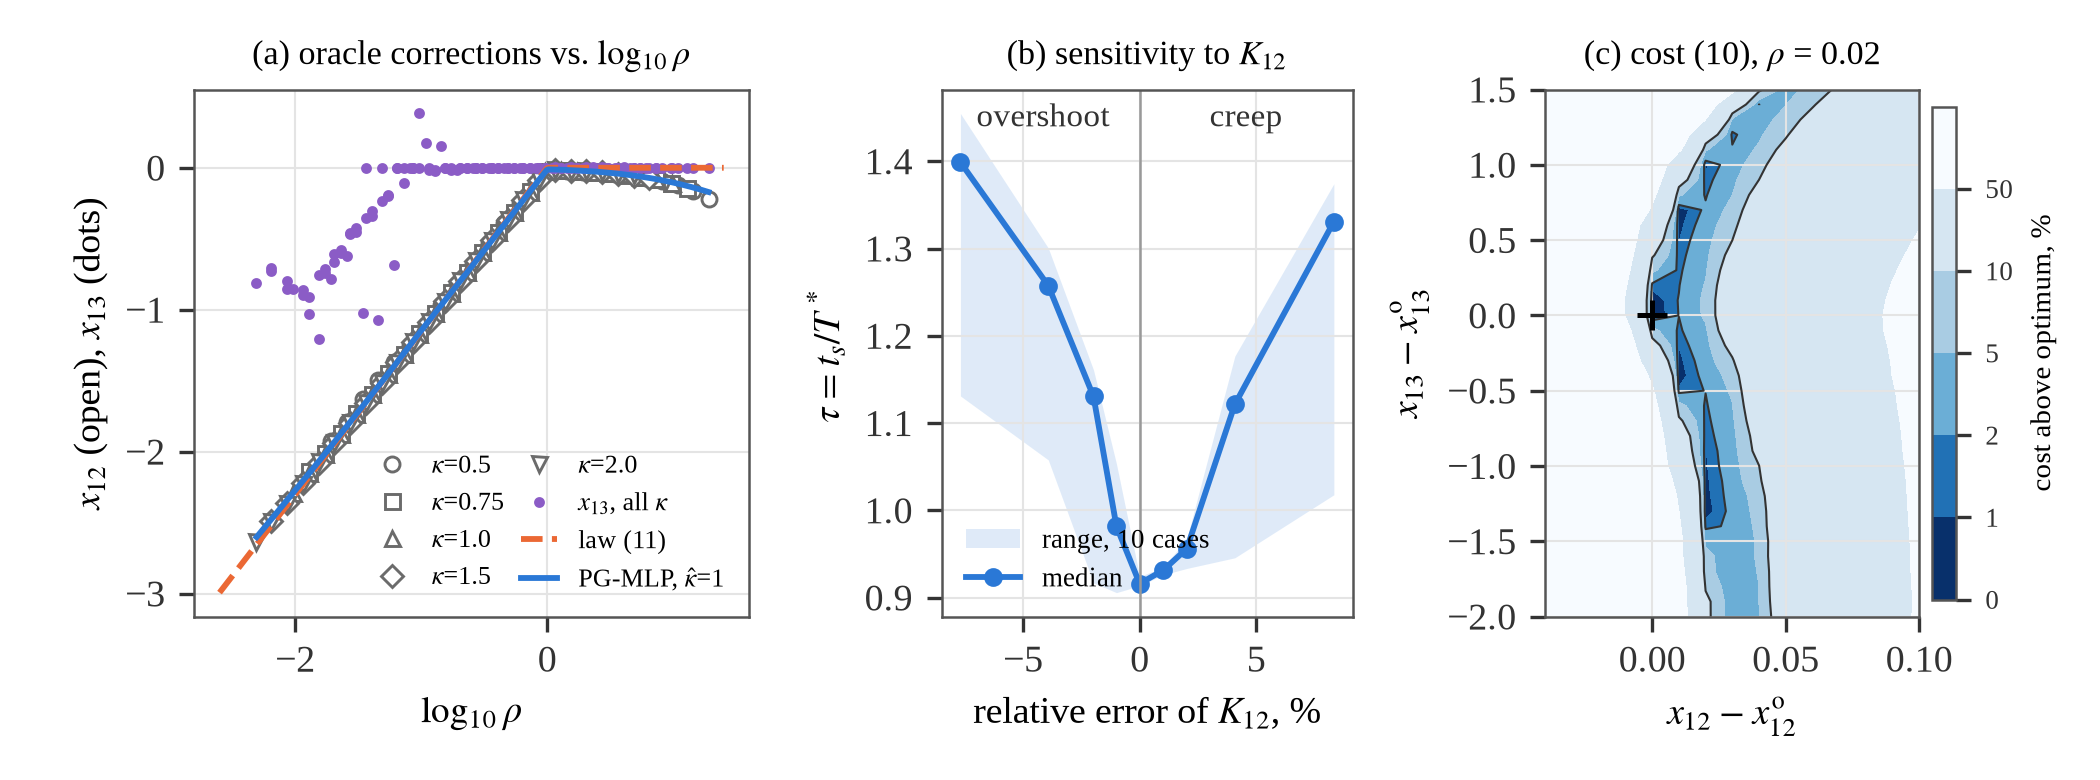 (a) oracle corrections vs. log₁₀ ρ
x₁₂ (open), x₁₃ (dots)
0
−1
−2
−3
κ=0.5
κ=0.75
κ=1.0
κ=1.5
κ=2.0
x₁₃, all κ
law (11)
PG-MLP, κ̂=1
−2
0
log₁₀ ρ
(b) sensitivity to K₁₂
overshoot
creep
τ = tₛ/T*
1.4
1.3
1.2
1.1
1.0
0.9
range, 10 cases
median
−5
0
5
relative error of K₁₂, %
(c) cost (10), ρ = 0.02
x₁₃ − x₁₃ᵒ
1.5
1.0
0.5
0.0
−0.5
−1.0
−1.5
−2.0
0.00
0.05
0.10
x₁₂ − x₁₂ᵒ
50
10
5
2
1
0
cost above optimum, %